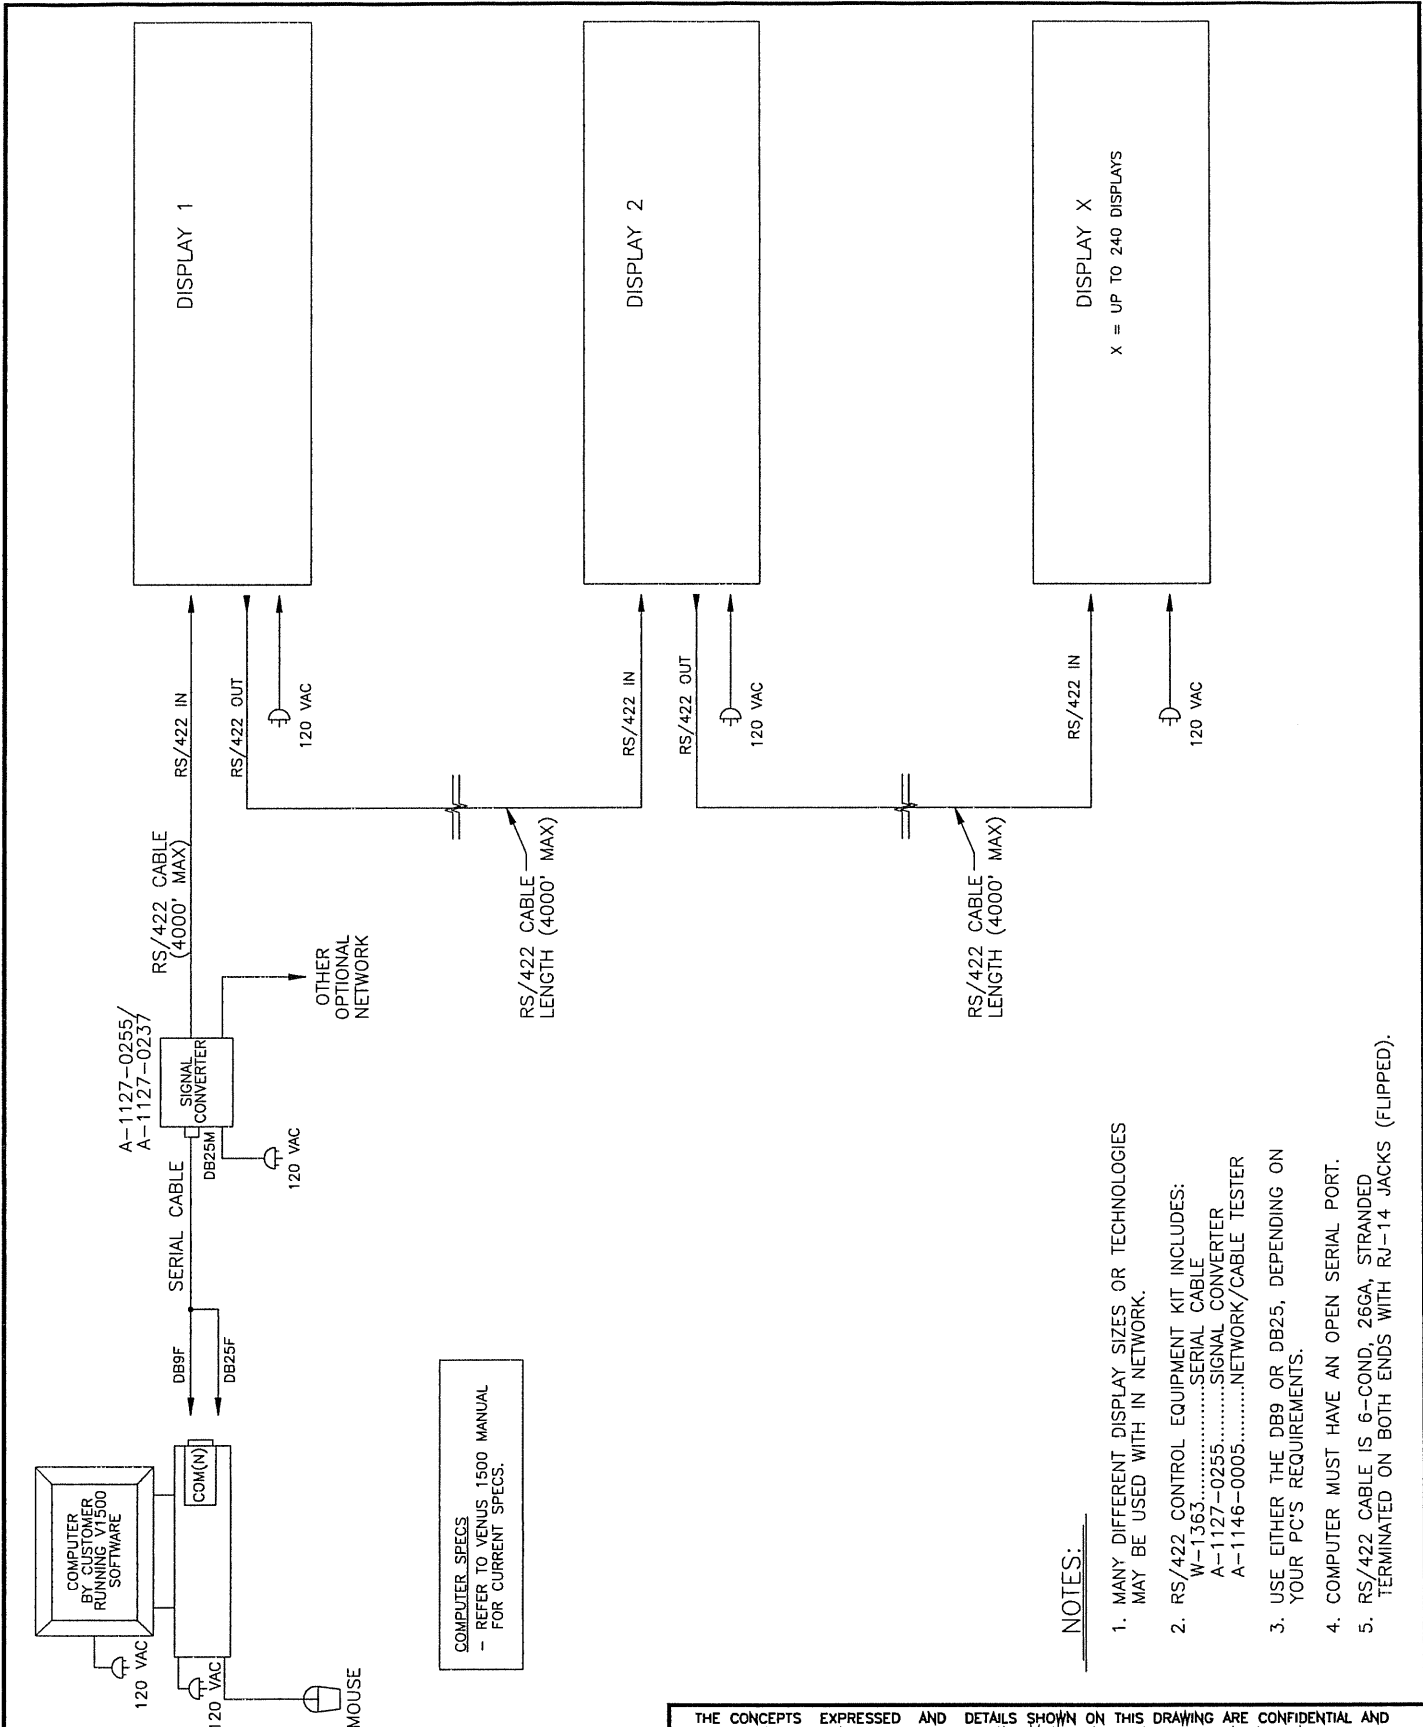 COMPUTER
BY CUSTOMER
RUNNING V1500
SOFTWARE
120 VAC
120 VAC
MOUSE
COM(N)
DB9F
DB25F
SERIAL CABLE
A-1127-0255/
A-1127-0237
SIGNAL
CONVERTER
DB25M
120 VAC
OTHER
OPTIONAL
NETWORK
RS/422 CABLE
(4000' MAX)
RS/422 IN
RS/422 OUT
120 VAC
DISPLAY 1
RS/422 CABLE
LENGTH (4000' MAX)
RS/422 IN
RS/422 OUT
120 VAC
DISPLAY 2
RS/422 CABLE
LENGTH (4000' MAX)
RS/422 IN
120 VAC
DISPLAY X
X = UP TO 240 DISPLAYS
COMPUTER SPECS
- REFER TO VENUS 1500 MANUAL
FOR CURRENT SPECS.
NOTES:
1. MANY DIFFERENT DISPLAY SIZES OR TECHNOLOGIES
MAY BE USED WITH IN NETWORK.
2. RS/422 CONTROL EQUIPMENT KIT INCLUDES:
W-1363..................SERIAL CABLE
A-1127-0255..........SIGNAL CONVERTER
A-1146-0005..........NETWORK/CABLE TESTER
3. USE EITHER THE DB9 OR DB25, DEPENDING ON
YOUR PC'S REQUIREMENTS.
4. COMPUTER MUST HAVE AN OPEN SERIAL PORT.
5. RS/422 CABLE IS 6-COND, 26GA, STRANDED
TERMINATED ON BOTH ENDS WITH RJ-14 JACKS (FLIPPED).
THE CONCEPTS EXPRESSED AND DETAILS SHOWN ON THIS DRAWING ARE CONFIDENTIAL AND